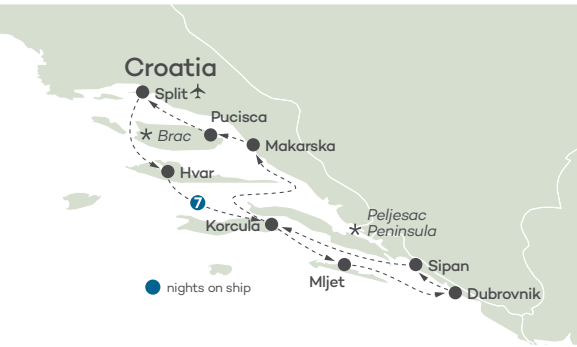 Croatia
Split
Pucisca
* Brac
Makarska
Hvar
7
Korcula
* Peljesac
Peninsula
Sipan
Mljet
Dubrovnik
nights on ship